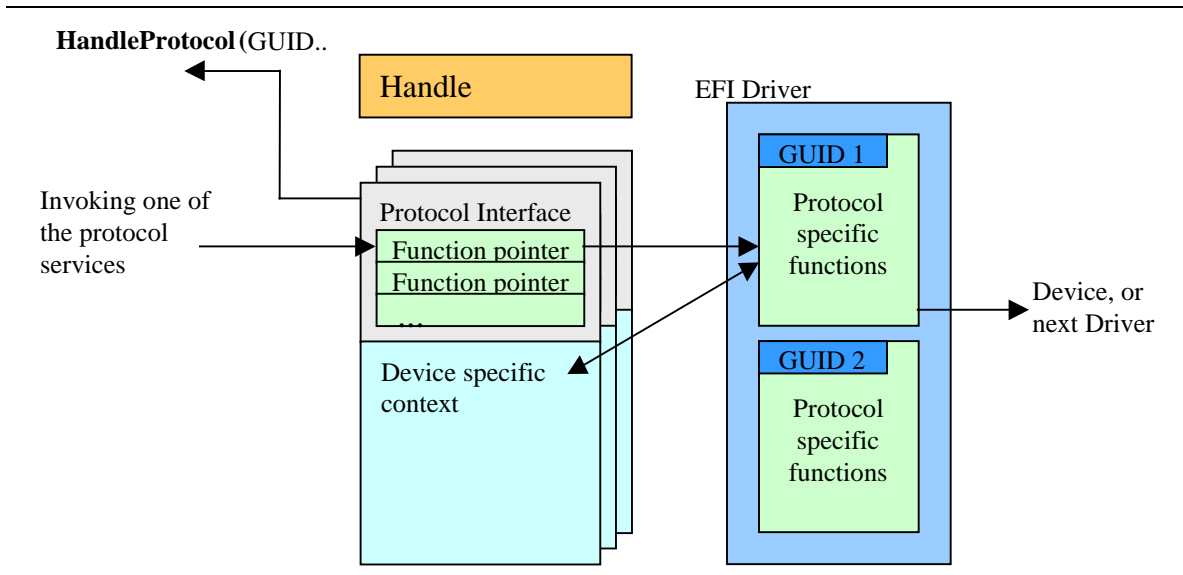 HandleProtocol (GUID..
Handle
EFI Driver
GUID 1
Invoking one of
the protocol
services
Protocol Interface
Function pointer
Function pointer
...
Protocol
specific
functions
Device, or
next Driver
Device specific
context
GUID 2
Protocol
specific
functions